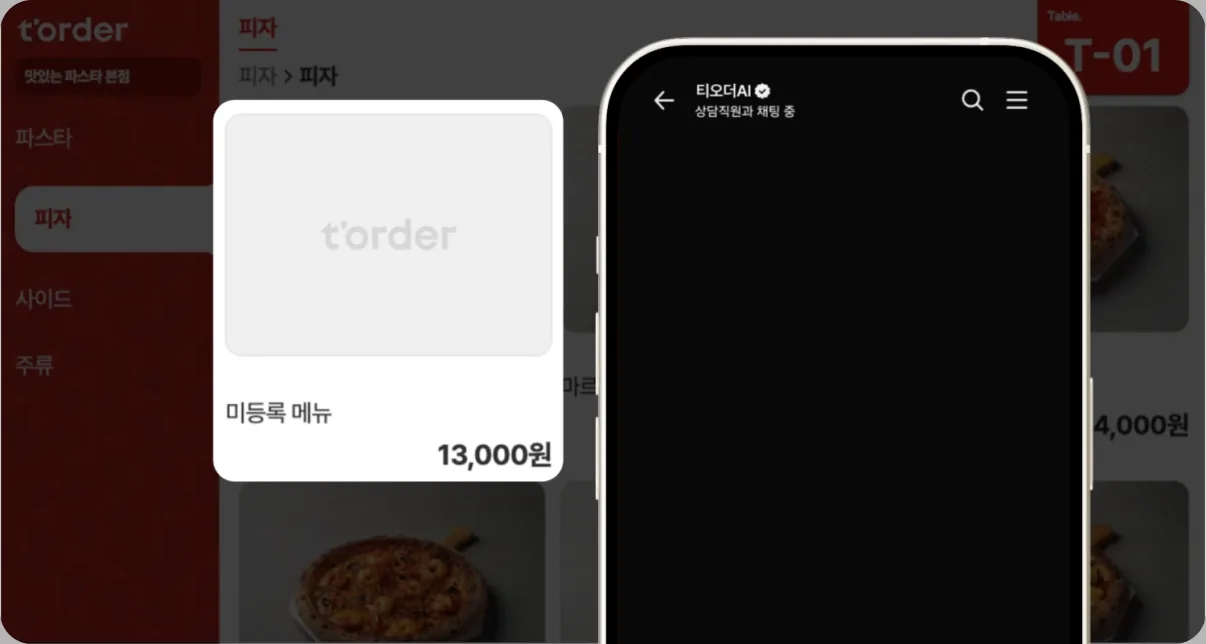 t'order
맛있는 파스타 본점
파스타
피자
사이드
주류
피자
피자 > 피자
Table.
T-01
t'order
미등록 메뉴
13,000원
마르
4,000원
티오더AI
상담직원과 채팅 중